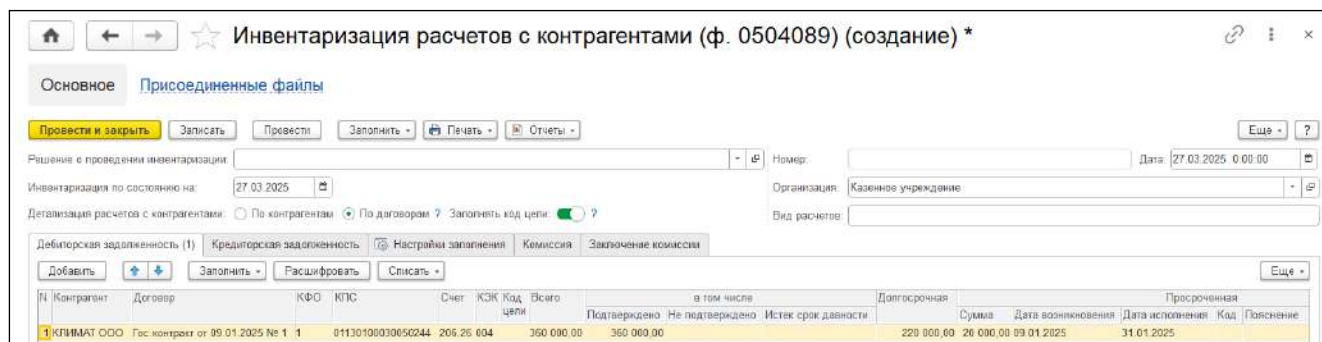 Инвентаризация расчетов с контрагентами (ф. 0504089) (создание) *
Основное Присоединенные файлы
Провести и закрыть Записать Провести Заполнить Печать Отчеты Еще ?
Решение о проведении инвентаризации: Номер: Дата: 27.03.2025 0:00:00
Инвентаризация по состоянию на: 27.03.2025 Организация: Казенное учреждение
Детализация расчетов с контрагентами: По контрагентам По договорам ? Заполнять код цели: ? Вид расчетов:
Дебиторская задолженность (1) Кредиторская задолженность Настройки заполнения Комиссия Заключение комиссии
Добавить Заполнить Расшифровать Списать Еще
N Контрагент Договор КФО КПС Счет КЭК Код цели Всего в том числе Долгосрочная Просроченная
Подтверждено Не подтверждено Истек срок давности Сумма Дата возникновения Дата исполнения Код Пояснение
1 КЛИМАТ ООО Гос.контракт от 09.01.2025 № 1 1 01130100030050244 206.26 004 360 000,00 360 000,00 220 000,00 20 000,00 09.01.2025 31.01.2025